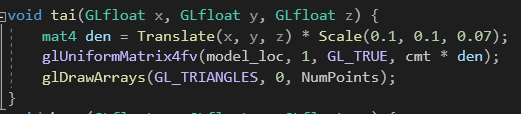 void tai(GLfloat x, GLfloat y, GLfloat z) {
mat4 den = Translate(x, y, z) * Scale(0.1, 0.1, 0.07);
glUniformMatrix4fv(model_loc, 1, GL_TRUE, cmt * den);
glDrawArrays(GL_TRIANGLES, 0, NumPoints);
}